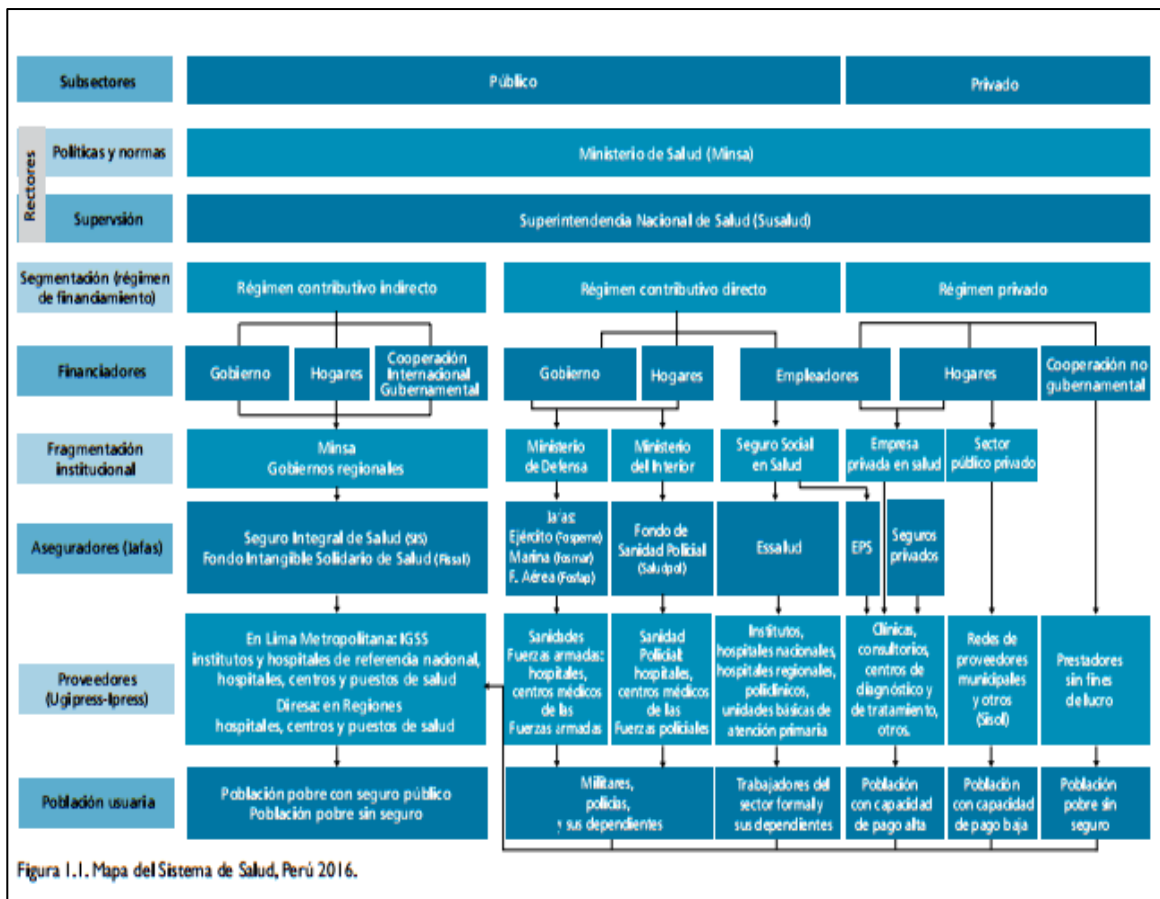 Subsectores
Público
Privado
Rectores
Políticas y normas
Ministerio de Salud (Minsa)
Supervsión
Superintendencia Nacional de Salud (Susalud)
Segmentación (régimen
de financiamiento)
Régimen contributivo indirecto
Régimen contributivo directo
Régimen privado
Financiadores
Gobierno
Hogares
Cooperación
Internacional
Gubernamental
Gobierno
Hogares
Empleadores
Hogares
Cooperación no
gubernamental
Fragmentación
institucional
Minsa
Gobiernos regionales
Ministerio
de Defensa
Ministerio
del Interior
Seguro Social
en Salud
Empresa
privada en salud
Sector
público privado
Aseguradores (Iafas)
Seguro Integral de Salud (SIS)
Fondo Intangible Solidario de Salud (Fissal)
Iafas:
Ejército (Fospeme)
Marina (Fosmar)
F. Aérea (Fosfap)
Fondo de
Sanidad Policial
(Saludpol)
Essalud
EPS
Seguros
privados
Proveedores
(Ugipress-Ipress)
En Lima Metropolitana: IGSS
institutos y hospitales de referencia nacional,
hospitales, centros y puestos de salud
Diresa: en Regiones
hospitales, centros y puestos de salud
Sanidades
Fuerzas armadas:
hospitales,
centros médicos
de las
Fuerzas armadas
Sanidad
Policial:
hospitales,
centros médicos
de las
Fuerzas policiales
Institutos,
hospitales nacionales,
hospitales regionales,
policlínicos,
unidades básicas de
atención primaria
Clínicas,
consultorios,
centros de
diagnóstico y
de tratamiento,
otros.
Redes de
proveedores
municipales
y otros
(Sisol)
Prestadores
sin fines
de lucro
Población usuaria
Población pobre con seguro público
Población pobre sin seguro
Militares,
policías,
y sus dependientes
Trabajadores del
sector formal y
sus dependientes
Población
con capacidad
de pago alta
Población
con capacidad
de pago baja
Población
pobre sin
seguro
Figura 1.1. Mapa del Sistema de Salud, Perú 2016.